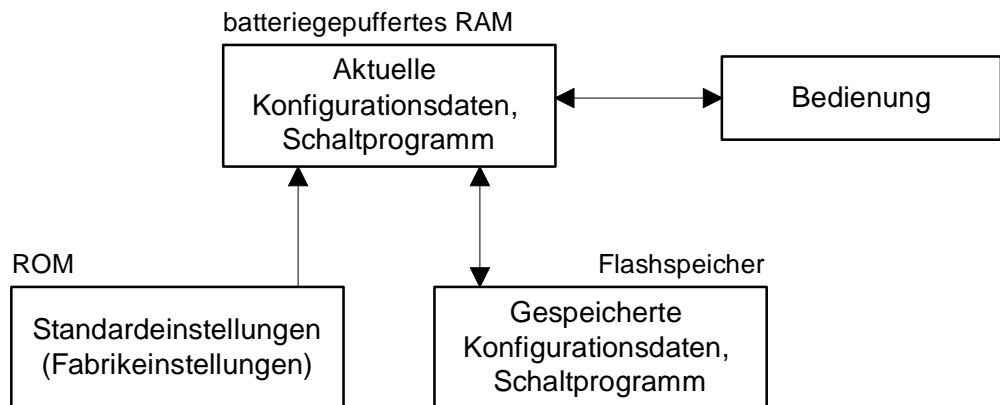 batteriegepuffertes RAM
Aktuelle
Konfigurationsdaten,
Schaltprogramm
Bedienung
ROM
Standardeinstellungen
(Fabrikeinstellungen)
Flashspeicher
Gespeicherte
Konfigurationsdaten,
Schaltprogramm